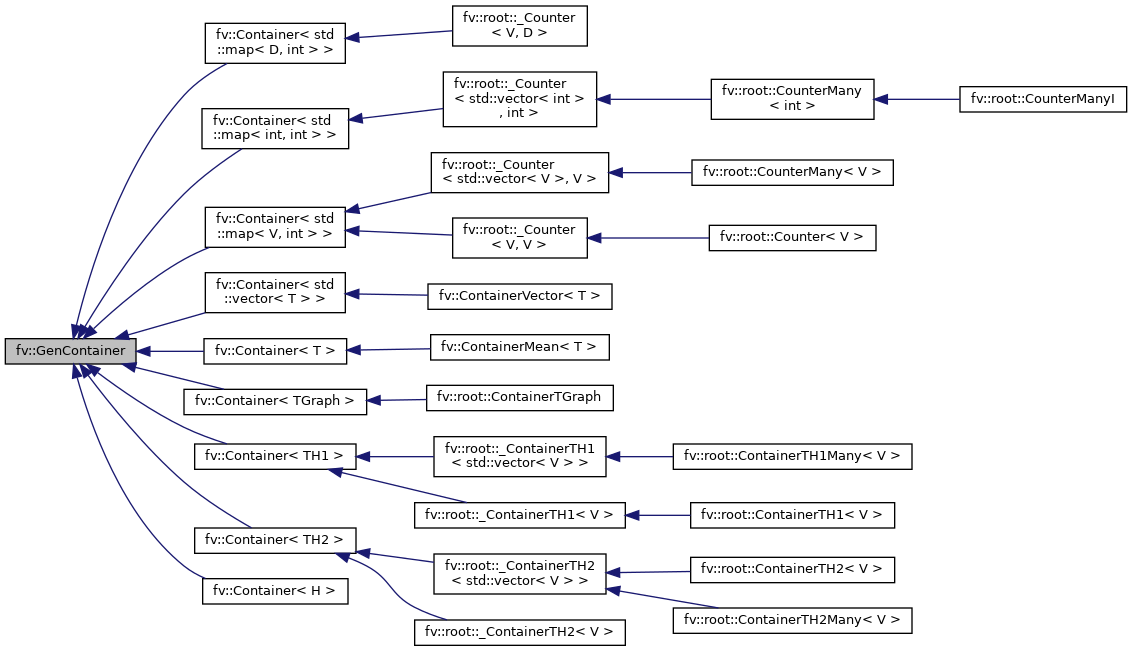 fv::GenContainer
fv::Container< std
::map< D, int > >
fv::root::_Counter
< V, D >
fv::Container< std
::map< int, int > >
fv::root::_Counter
< std::vector< int >
, int >
fv::root::CounterMany
< int >
fv::root::CounterManyI
fv::Container< std
::map< V, int > >
fv::root::_Counter
< std::vector< V >, V >
fv::root::CounterMany< V >
fv::root::_Counter
< V, V >
fv::root::Counter< V >
fv::Container< std
::vector< T > >
fv::ContainerVector< T >
fv::Container< T >
fv::ContainerMean< T >
fv::Container< TGraph >
fv::root::ContainerTGraph
fv::Container< TH1 >
fv::root::_ContainerTH1
< std::vector< V > >
fv::root::ContainerTH1Many< V >
fv::root::_ContainerTH1< V >
fv::root::ContainerTH1< V >
fv::Container< TH2 >
fv::root::_ContainerTH2
< std::vector< V > >
fv::root::ContainerTH2< V >
fv::root::ContainerTH2Many< V >
fv::root::_ContainerTH2< V >
fv::Container< H >